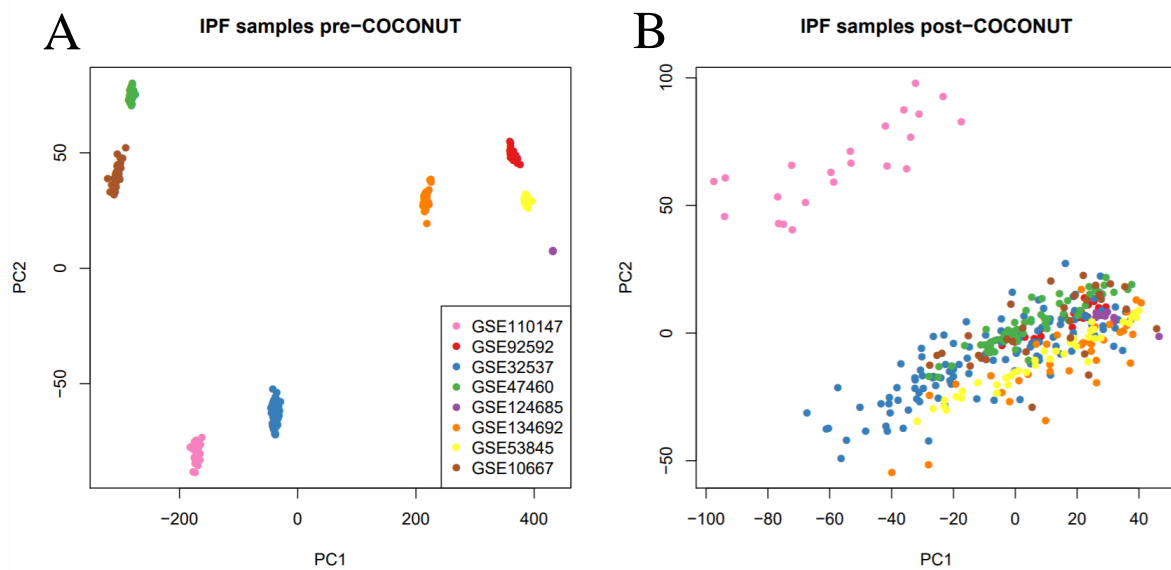 A
IPF samples pre−COCONUT
50
0
−50
PC2
−200
0
200
400
PC1
GSE110147
GSE92592
GSE32537
GSE47460
GSE124685
GSE134692
GSE53845
GSE10667
B
IPF samples post−COCONUT
100
50
0
−50
PC2
−100
−80
−60
−40
−20
0
20
40
PC1